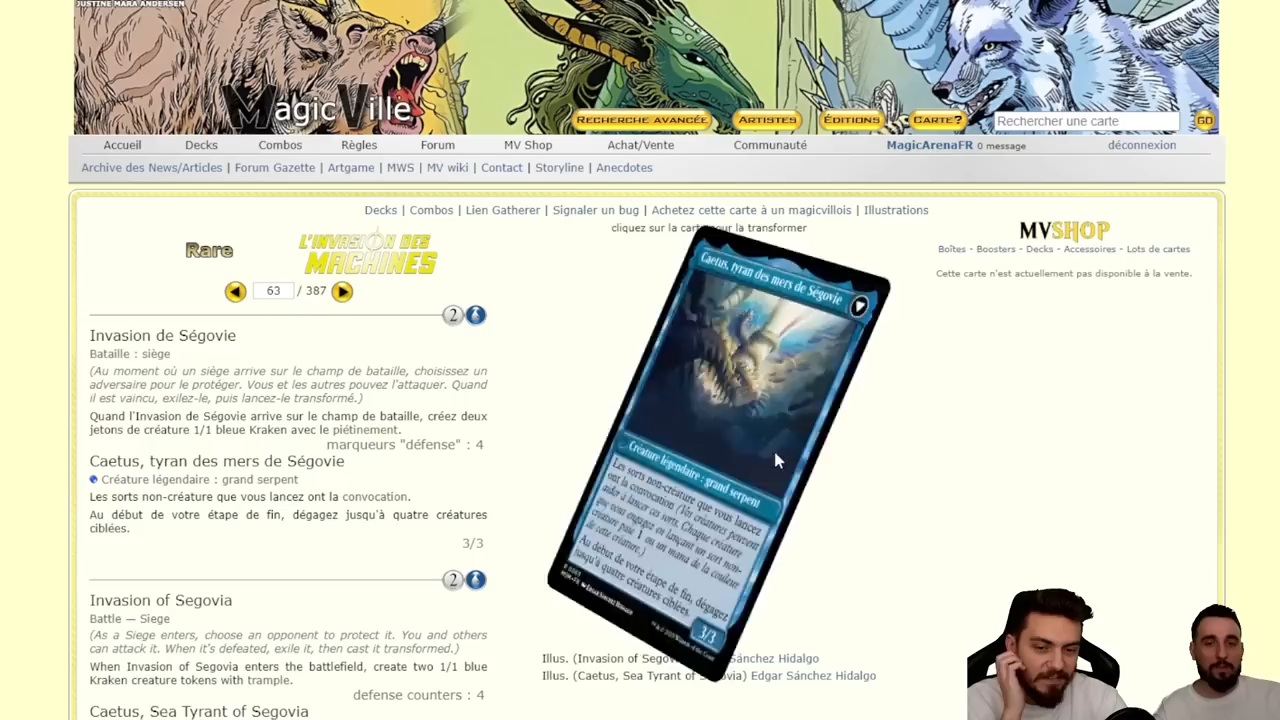 JUSTINE MARA ANDERSEN
MagicVille
RECHERCHE AVANCÉE ARTISTES ÉDITIONS CARTE? Rechercher une carte GO
Accueil Decks Combos Règles Forum MV Shop Achat/Vente Communauté MagicArenaFR 0 message déconnexion
Archive des News/Articles | Forum Gazette | Artgame | MWS | MV wiki | Contact | Storyline | Anecdotes
Decks | Combos | Lien Gatherer | Signaler un bug | Achetez cette carte à un magicvillois | Illustrations
cliquez sur la carte pour la transformer
Rare
L'INVASION DES
MACHINES
63 / 387
2
Invasion de Ségovie
Bataille : siège
(Au moment où un siège arrive sur le champ de bataille, choisissez un
adversaire pour le protéger. Vous et les autres pouvez l'attaquer. Quand
il est vaincu, exilez-le, puis lancez-le transformé.)
Quand l'Invasion de Ségovie arrive sur le champ de bataille, créez deux
jetons de créature 1/1 bleue Kraken avec le piétinement.
marqueurs "défense" : 4
Caetus, tyran des mers de Ségovie
Créature légendaire : grand serpent
Les sorts non-créature que vous lancez ont la convocation.
Au début de votre étape de fin, dégagez jusqu'à quatre créatures
ciblées.
3/3
2
Invasion of Segovia
Battle — Siege
(As a Siege enters, choose an opponent to protect it. You and others
can attack it. When it's defeated, exile it, then cast it transformed.)
When Invasion of Segovia enters the battlefield, create two 1/1 blue
Kraken creature tokens with trample.
defense counters : 4
Caetus, Sea Tyrant of Segovia
Caetus, tyran des mers de Ségovie
Créature légendaire : grand serpent
Les sorts non-créature que vous lancez
ont la convocation (Vos créatures peuvent
aider à lancer ces sorts. Chaque créature
que vous engagez en lançant un sort non-
créature paie 1 ou un mana de la couleur
de cette créature.)
Au début de votre étape de fin, dégagez
jusqu'à quatre créatures ciblées.
3/3
Illus. (Invasion of Segov Sánchez Hidalgo
Illus. (Caetus, Sea Tyrant of Segovia) Edgar Sánchez Hidalgo
MVSHOP
Boîtes - Boosters - Decks - Accessoires - Lots de cartes
Cette carte n'est actuellement pas disponible à la vente.